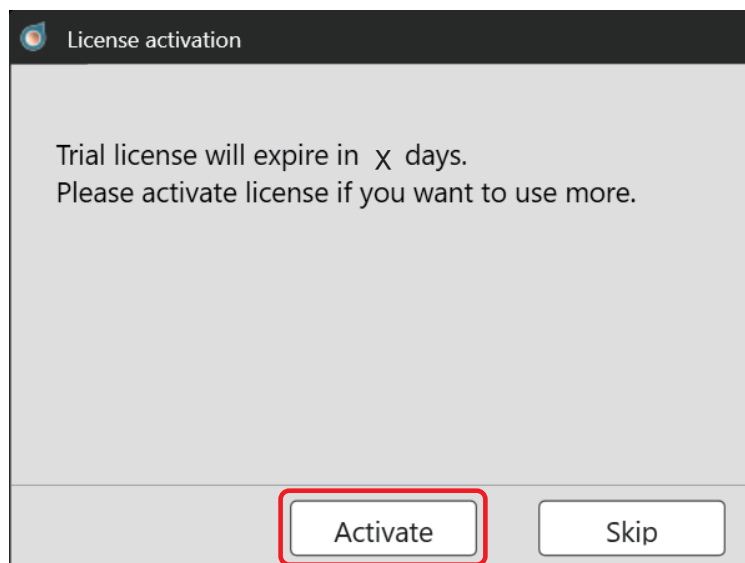 License activation
Trial license will expire in x days.
Please activate license if you want to use more.
Activate
Skip